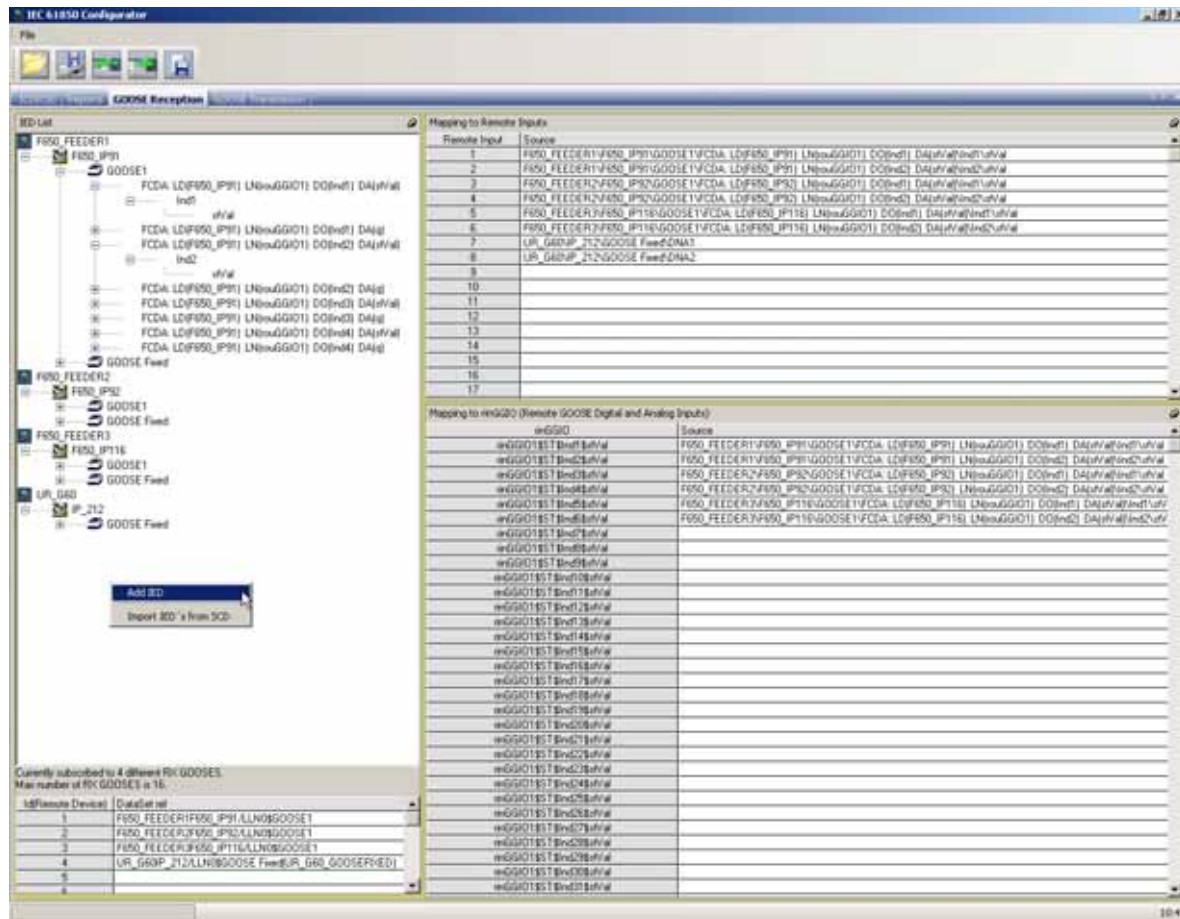 IEC 61850 Configurator
File
GOOSE Reception
IED List
F650_FEEDER1
F650_IP91
GOOSE1
FCDA: LD(F650_IP91) LN(rouGGIO1) DO(Ind1) DA(stVal)
Ind1
stVal
FCDA: LD(F650_IP91) LN(rouGGIO1) DO(Ind1) DA(q)
FCDA: LD(F650_IP91) LN(rouGGIO1) DO(Ind2) DA(stVal)
Ind2
stVal
FCDA: LD(F650_IP91) LN(rouGGIO1) DO(Ind2) DA(q)
FCDA: LD(F650_IP91) LN(rouGGIO1) DO(Ind3) DA(stVal)
FCDA: LD(F650_IP91) LN(rouGGIO1) DO(Ind3) DA(q)
FCDA: LD(F650_IP91) LN(rouGGIO1) DO(Ind4) DA(stVal)
FCDA: LD(F650_IP91) LN(rouGGIO1) DO(Ind4) DA(q)
GOOSE Fixed
F650_FEEDER2
F650_IP92
GOOSE1
GOOSE Fixed
F650_FEEDER3
F650_IP116
GOOSE1
GOOSE Fixed
UR_G60
IP_212
GOOSE Fixed
Add IED
Import IED´s from SCD
Currently subscribed to 4 different RX GOOSES.
Max number of RX GOOSES is 16.
Id(Remote Device) DataSet ref
1 F650_FEEDER1F650_IP91/LLN0$GOOSE1
2 F650_FEEDER2F650_IP92/LLN0$GOOSE1
3 F650_FEEDER3F650_IP116/LLN0$GOOSE1
4 UR_G60IP_212/LLN0$GOOSE Fixed(UR_G60_GOOSEFIXED)
5
6
Mapping to Remote Inputs
Remote Input Source
1 F650_FEEDER1\F650_IP91\GOOSE1\FCDA: LD(F650_IP91) LN(rouGGIO1) DO(Ind1) DA(stVal)\Ind1\stVal
2 F650_FEEDER1\F650_IP91\GOOSE1\FCDA: LD(F650_IP91) LN(rouGGIO1) DO(Ind2) DA(stVal)\Ind2\stVal
3 F650_FEEDER2\F650_IP92\GOOSE1\FCDA: LD(F650_IP92) LN(rouGGIO1) DO(Ind1) DA(stVal)\Ind1\stVal
4 F650_FEEDER2\F650_IP92\GOOSE1\FCDA: LD(F650_IP92) LN(rouGGIO1) DO(Ind2) DA(stVal)\Ind2\stVal
5 F650_FEEDER3\F650_IP116\GOOSE1\FCDA: LD(F650_IP116) LN(rouGGIO1) DO(Ind1) DA(stVal)\Ind1\stVal
6 F650_FEEDER3\F650_IP116\GOOSE1\FCDA: LD(F650_IP116) LN(rouGGIO1) DO(Ind2) DA(stVal)\Ind2\stVal
7 UR_G60\IP_212\GOOSE Fixed\DNA1
8 UR_G60\IP_212\GOOSE Fixed\DNA2
9
10
11
12
13
14
15
16
17
Mapping to rinGGIO (Remote GOOSE Digital and Analog Inputs)
rinGGIO Source
rinGGIO1$ST$Ind1$stVal F650_FEEDER1\F650_IP91\GOOSE1\FCDA: LD(F650_IP91) LN(rouGGIO1) DO(Ind1) DA(stVal)\Ind1\stVal
rinGGIO1$ST$Ind2$stVal F650_FEEDER1\F650_IP91\GOOSE1\FCDA: LD(F650_IP91) LN(rouGGIO1) DO(Ind2) DA(stVal)\Ind2\stVal
rinGGIO1$ST$Ind3$stVal F650_FEEDER2\F650_IP92\GOOSE1\FCDA: LD(F650_IP92) LN(rouGGIO1) DO(Ind1) DA(stVal)\Ind1\stVal
rinGGIO1$ST$Ind4$stVal F650_FEEDER2\F650_IP92\GOOSE1\FCDA: LD(F650_IP92) LN(rouGGIO1) DO(Ind2) DA(stVal)\Ind2\stVal
rinGGIO1$ST$Ind5$stVal F650_FEEDER3\F650_IP116\GOOSE1\FCDA: LD(F650_IP116) LN(rouGGIO1) DO(Ind1) DA(stVal)\Ind1\stV
rinGGIO1$ST$Ind6$stVal F650_FEEDER3\F650_IP116\GOOSE1\FCDA: LD(F650_IP116) LN(rouGGIO1) DO(Ind2) DA(stVal)\Ind2\stV
rinGGIO1$ST$Ind7$stVal
rinGGIO1$ST$Ind8$stVal
rinGGIO1$ST$Ind9$stVal
rinGGIO1$ST$Ind10$stVal
rinGGIO1$ST$Ind11$stVal
rinGGIO1$ST$Ind12$stVal
rinGGIO1$ST$Ind13$stVal
rinGGIO1$ST$Ind14$stVal
rinGGIO1$ST$Ind15$stVal
rinGGIO1$ST$Ind16$stVal
rinGGIO1$ST$Ind17$stVal
rinGGIO1$ST$Ind18$stVal
rinGGIO1$ST$Ind19$stVal
rinGGIO1$ST$Ind20$stVal
rinGGIO1$ST$Ind21$stVal
rinGGIO1$ST$Ind22$stVal
rinGGIO1$ST$Ind23$stVal
rinGGIO1$ST$Ind24$stVal
rinGGIO1$ST$Ind25$stVal
rinGGIO1$ST$Ind26$stVal
rinGGIO1$ST$Ind27$stVal
rinGGIO1$ST$Ind28$stVal
rinGGIO1$ST$Ind29$stVal
rinGGIO1$ST$Ind30$stVal
rinGGIO1$ST$Ind31$stVal
10:4